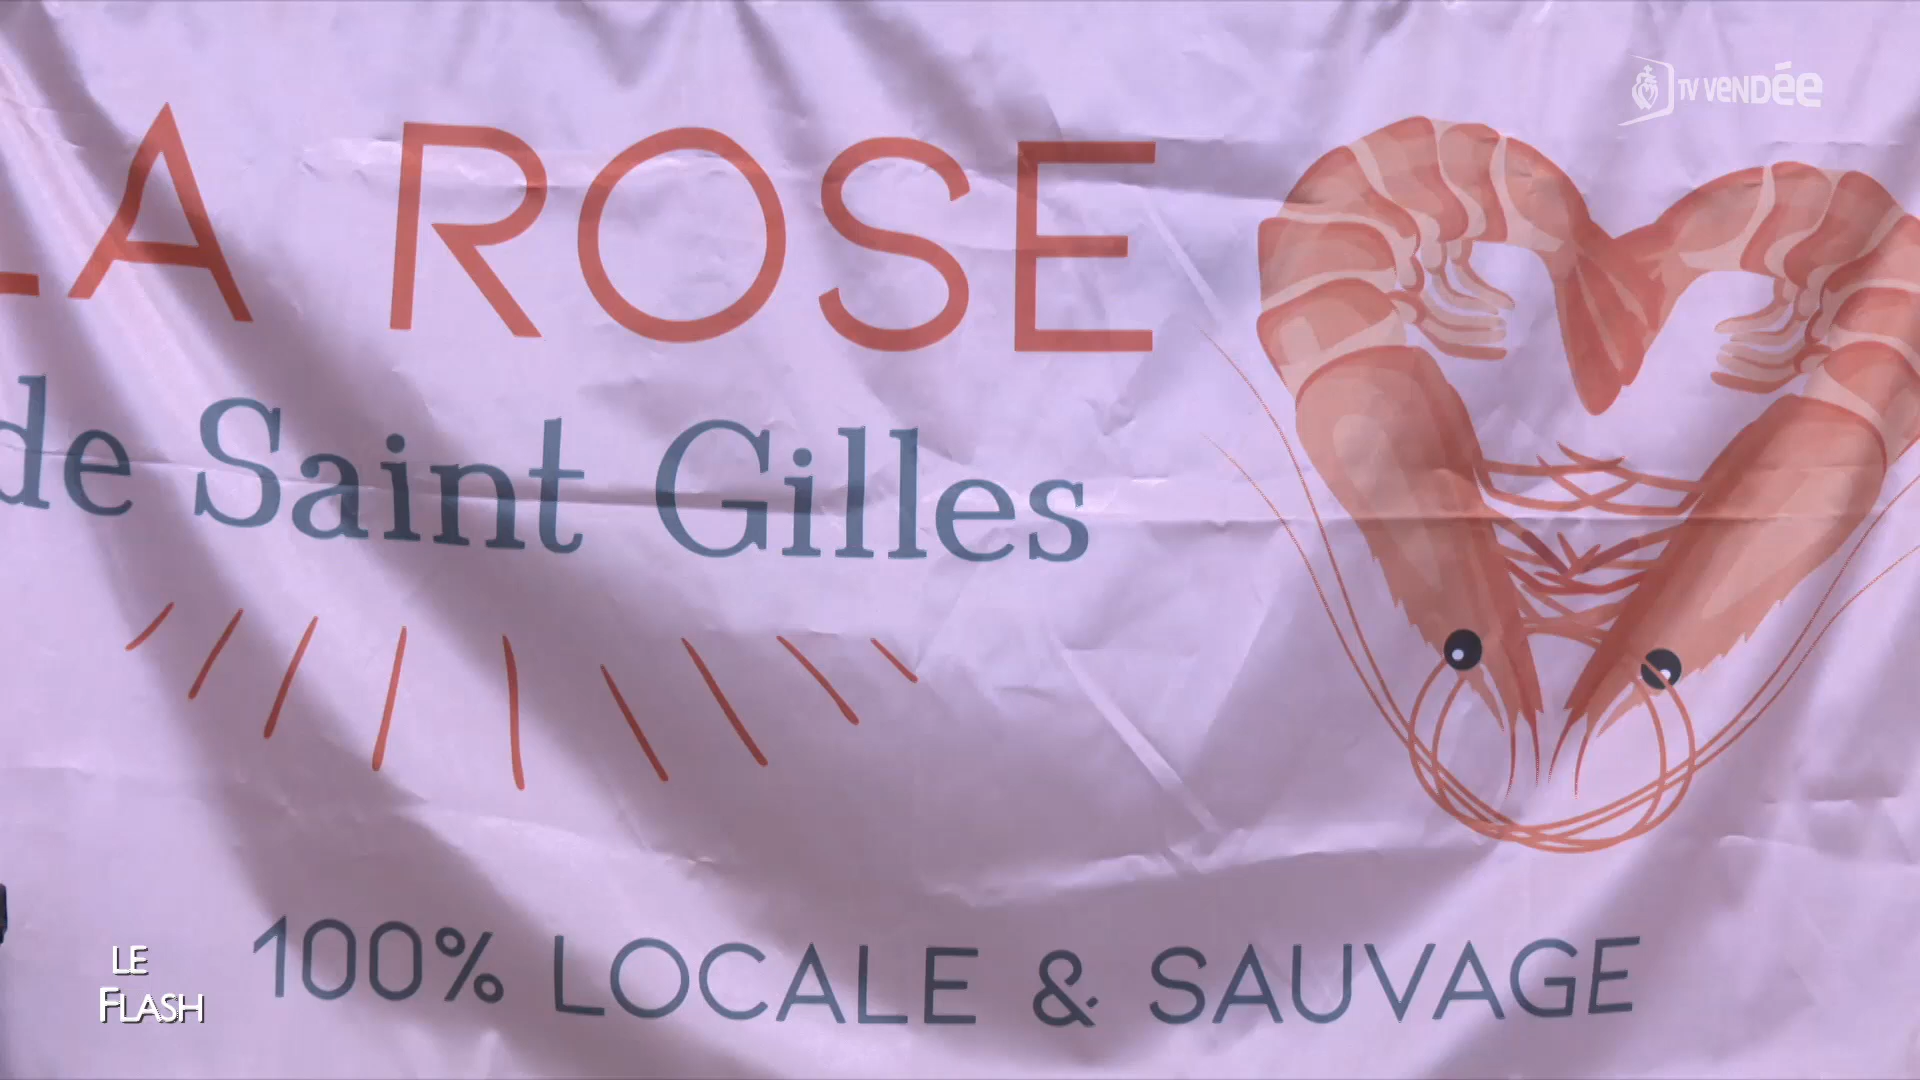 TV VENDÉE
LA ROSE
de Saint Gilles
100% LOCALE & SAUVAGE
LE
FLASH